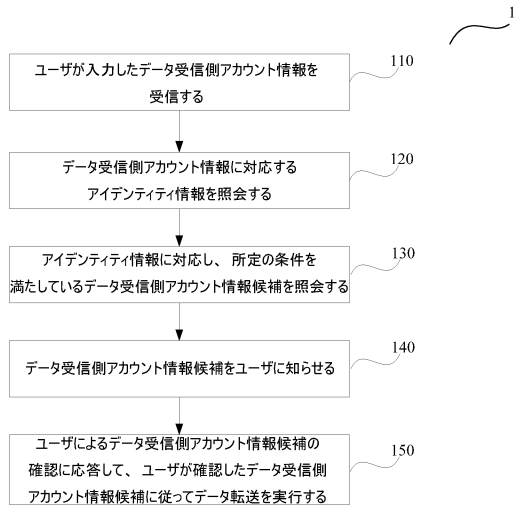 1
ユーザが入力したデータ受信側アカウント情報を
受信する
110
データ受信側アカウント情報に対応する
アイデンティティ情報を照会する
120
アイデンティティ情報に対応し、所定の条件を
満たしているデータ受信側アカウント情報候補を照会する
130
データ受信側アカウント情報候補をユーザに知らせる
140
ユーザによるデータ受信側アカウント情報候補の
確認に応答して、ユーザが確認したデータ受信側
アカウント情報候補に従ってデータ転送を実行する
150